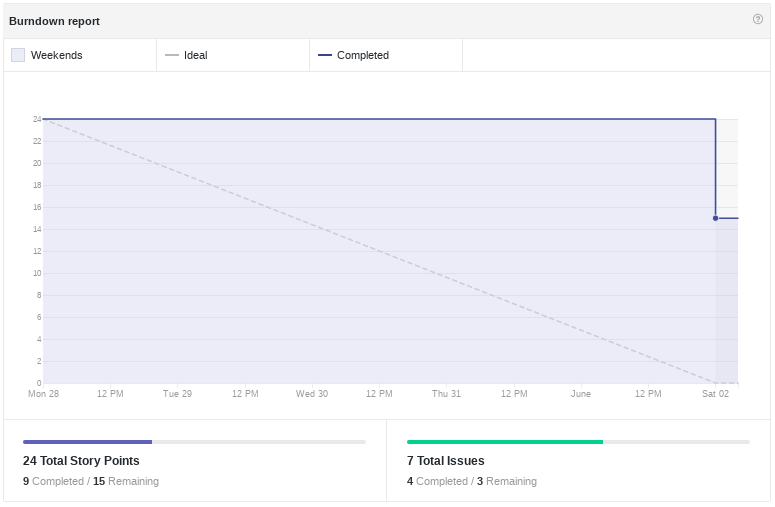 Burndown report
?
Weekends
Ideal
Completed
24
22
20
18
16
14
12
10
8
6
4
2
0
Mon 28 12 PM Tue 29 12 PM Wed 30 12 PM Thu 31 12 PM June 12 PM Sat 02
24 Total Story Points
9 Completed / 15 Remaining
7 Total Issues
4 Completed / 3 Remaining